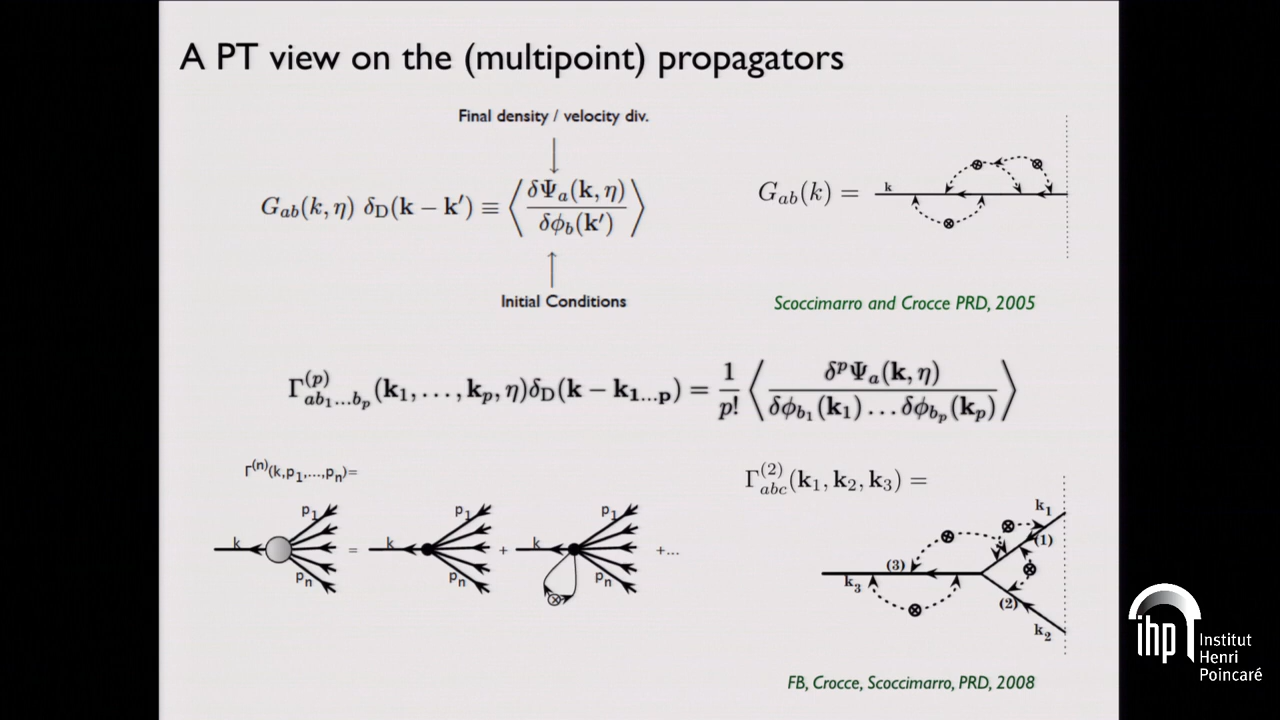 A PT view on the (multipoint) propagators
Final density / velocity div.
G_{ab}(k, η) δ_D(k − k′) ≡ ⟨ δΨ_a(k, η) / δϕ_b(k′) ⟩
Initial Conditions
G_{ab}(k) =
k
Scoccimarro and Crocce PRD, 2005
Γ^{(p)}_{ab_1…b_p}(k_1, …, k_p, η)δ_D(k − k_{1…p}) = 1/p! ⟨ δ^pΨ_a(k, η) / δϕ_{b_1}(k_1) … δϕ_{b_p}(k_p) ⟩
Γ^{(n)}(k,p_1,...,p_n)=
k p_1 p_n = k p_1 p_n + k p_1 p_n +...
Γ^{(2)}_{abc}(k_1, k_2, k_3) =
k_1
(1)
(3)
k_3
(2)
k_2
FB, Crocce, Scoccimarro, PRD, 2008
ihp
Institut
Henri
Poincaré